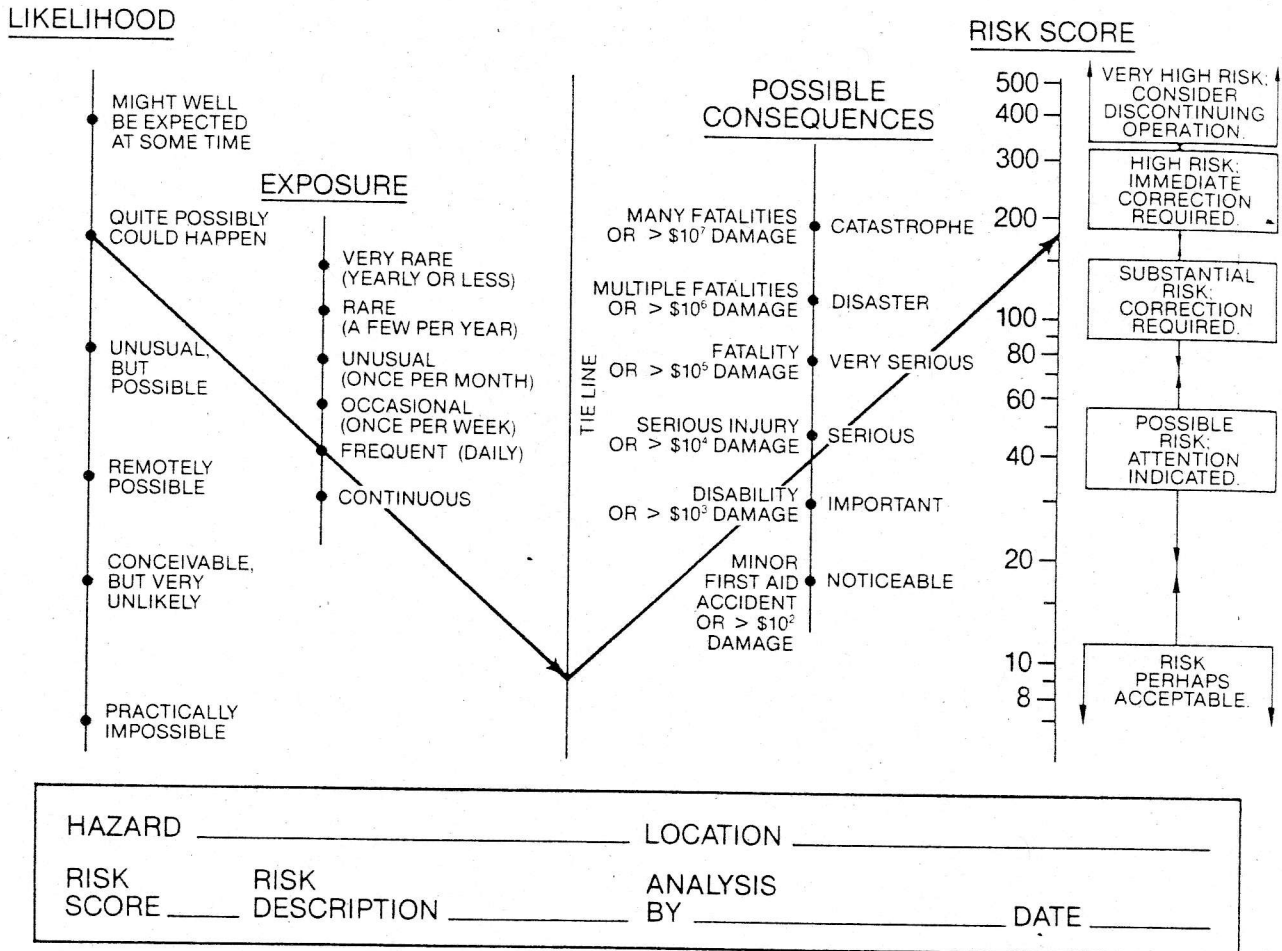 LIKELIHOOD
MIGHT WELL
BE EXPECTED
AT SOME TIME
QUITE POSSIBLY
COULD HAPPEN
UNUSUAL,
BUT
POSSIBLE
REMOTELY
POSSIBLE
CONCEIVABLE,
BUT VERY
UNLIKELY
PRACTICALLY
IMPOSSIBLE
EXPOSURE
VERY RARE
(YEARLY OR LESS)
RARE
(A FEW PER YEAR)
UNUSUAL
(ONCE PER MONTH)
OCCASIONAL
(ONCE PER WEEK)
FREQUENT (DAILY)
CONTINUOUS
TIE LINE
POSSIBLE
CONSEQUENCES
MANY FATALITIES
OR > $10⁷ DAMAGE
CATASTROPHE
MULTIPLE FATALITIES
OR > $10⁶ DAMAGE
DISASTER
FATALITY
OR > $10⁵ DAMAGE
VERY SERIOUS
SERIOUS INJURY
OR > $10⁴ DAMAGE
SERIOUS
DISABILITY
OR > $10³ DAMAGE
IMPORTANT
MINOR
FIRST AID
ACCIDENT
OR > $10²
DAMAGE
NOTICEABLE
RISK SCORE
500
400
300
200
100
80
60
40
20
10
8
VERY HIGH RISK;
CONSIDER
DISCONTINUING
OPERATION.
HIGH RISK;
IMMEDIATE
CORRECTION
REQUIRED.
SUBSTANTIAL
RISK;
CORRECTION
REQUIRED.
POSSIBLE
RISK;
ATTENTION
INDICATED.
RISK
PERHAPS
ACCEPTABLE.
HAZARD
LOCATION
RISK
SCORE
RISK
DESCRIPTION
ANALYSIS
BY
DATE